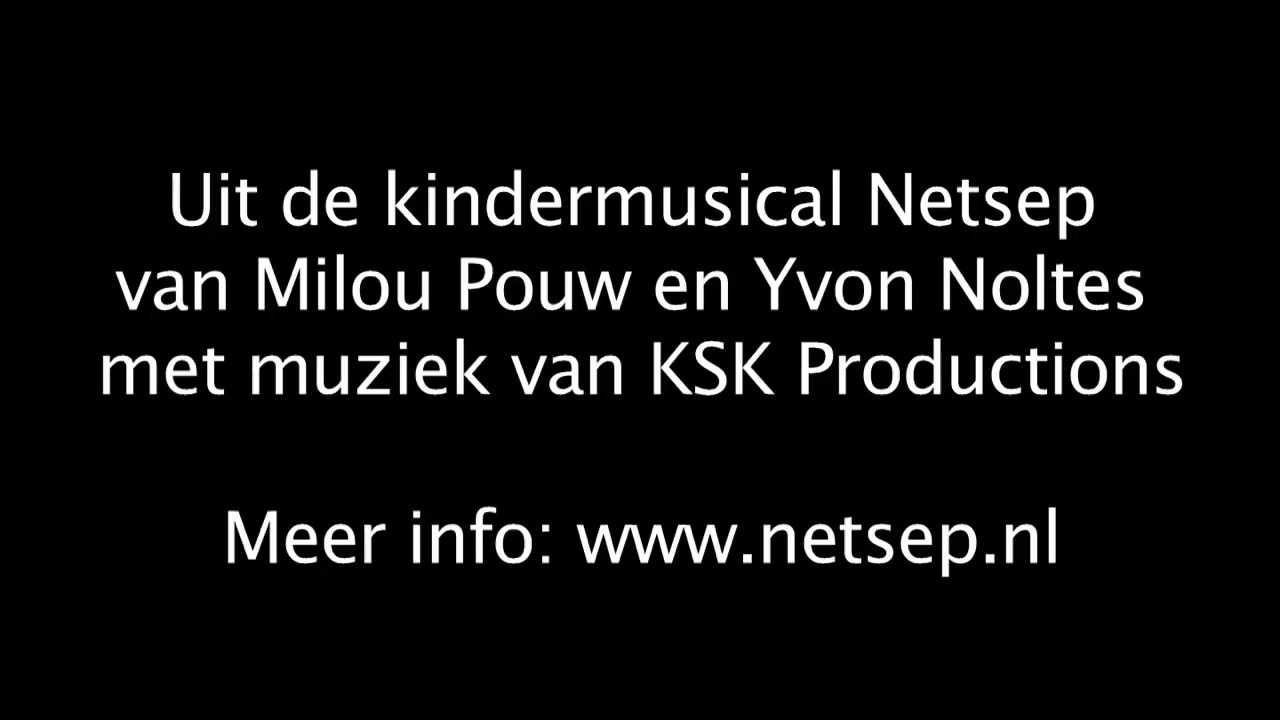 Uit de kindermusical Netsep
van Milou Pouw en Yvon Noltes
met muziek van KSK Productions
Meer info: www.netsep.nl